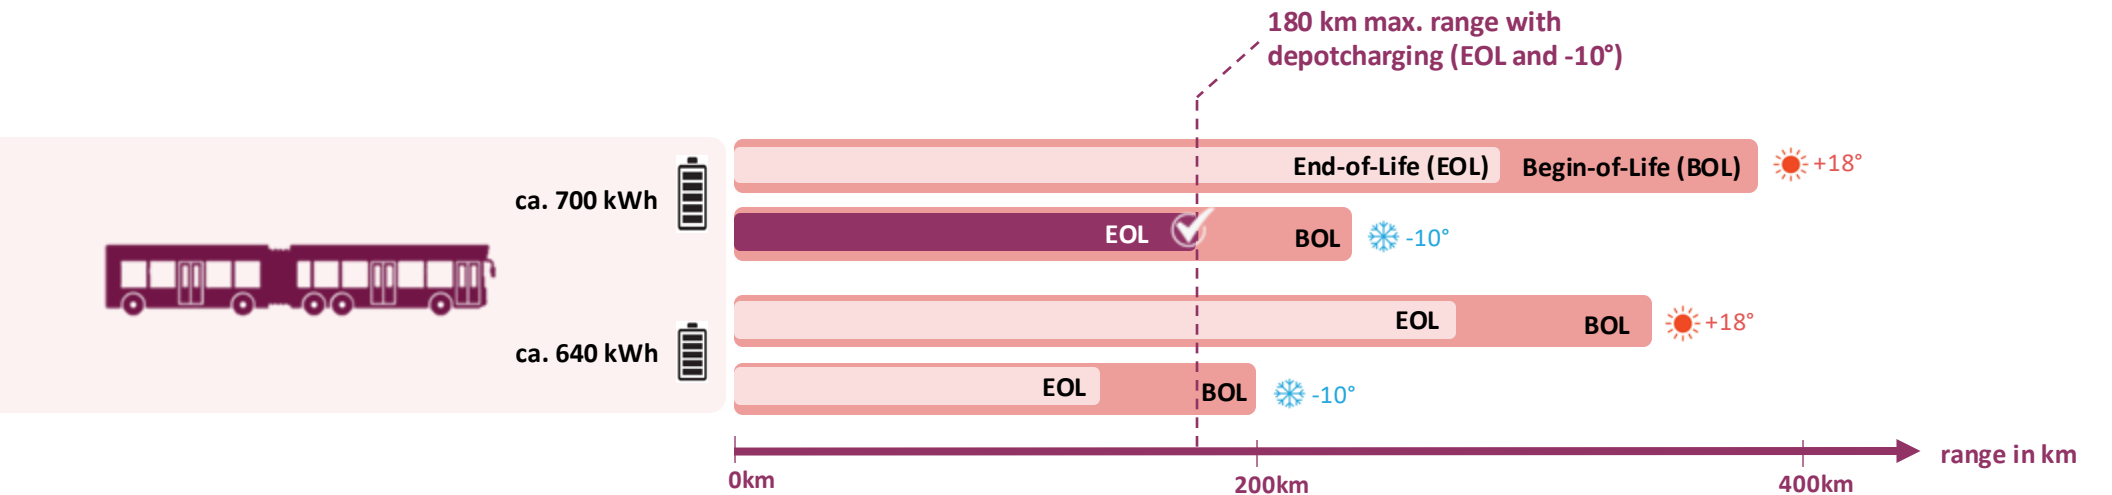 180 km max. range with
depotcharging (EOL and -10°)
ca. 700 kWh
End-of-Life (EOL)
Begin-of-Life (BOL)
+18°
EOL
BOL
-10°
ca. 640 kWh
EOL
BOL
+18°
EOL
BOL
-10°
0km
200km
400km
range in km